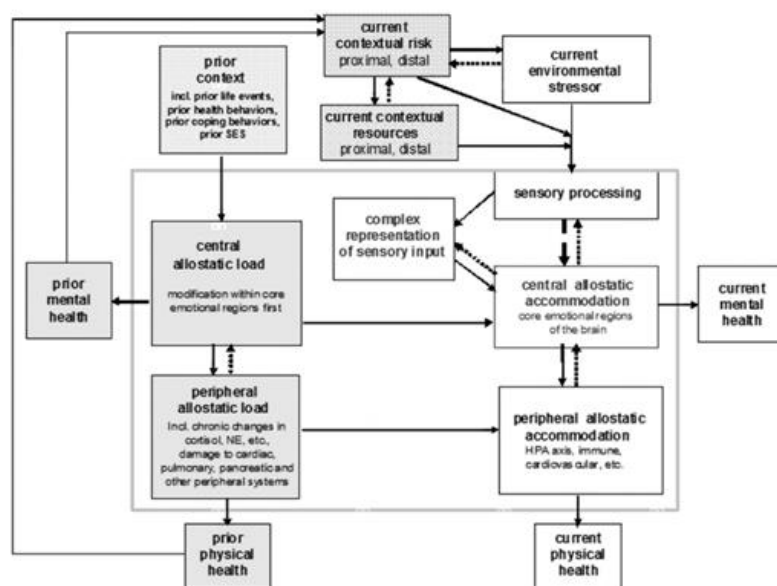 current
contextual risk
proximal, distal
current
environmental
stressor
prior
context
incl. prior life events,
prior health behaviors,
prior coping behaviors,
prior SES
current contextual
resources
proximal, distal
sensory processing
complex
representation
of sensory input
central
allostatic load
modification within core
emotional regions first
central allostatic
accommodation
core emotional regions
of the brain
prior
mental
health
current
mental
health
peripheral
allostatic load
Incl. chronic changes in
cortisol, NE, etc.,
damage to cardiac,
pulmonary, pancreatic and
other peripheral systems
peripheral allostatic
accommodation
HPA axis, immune,
cardiovascular, etc.
prior
physical
health
current
physical
health